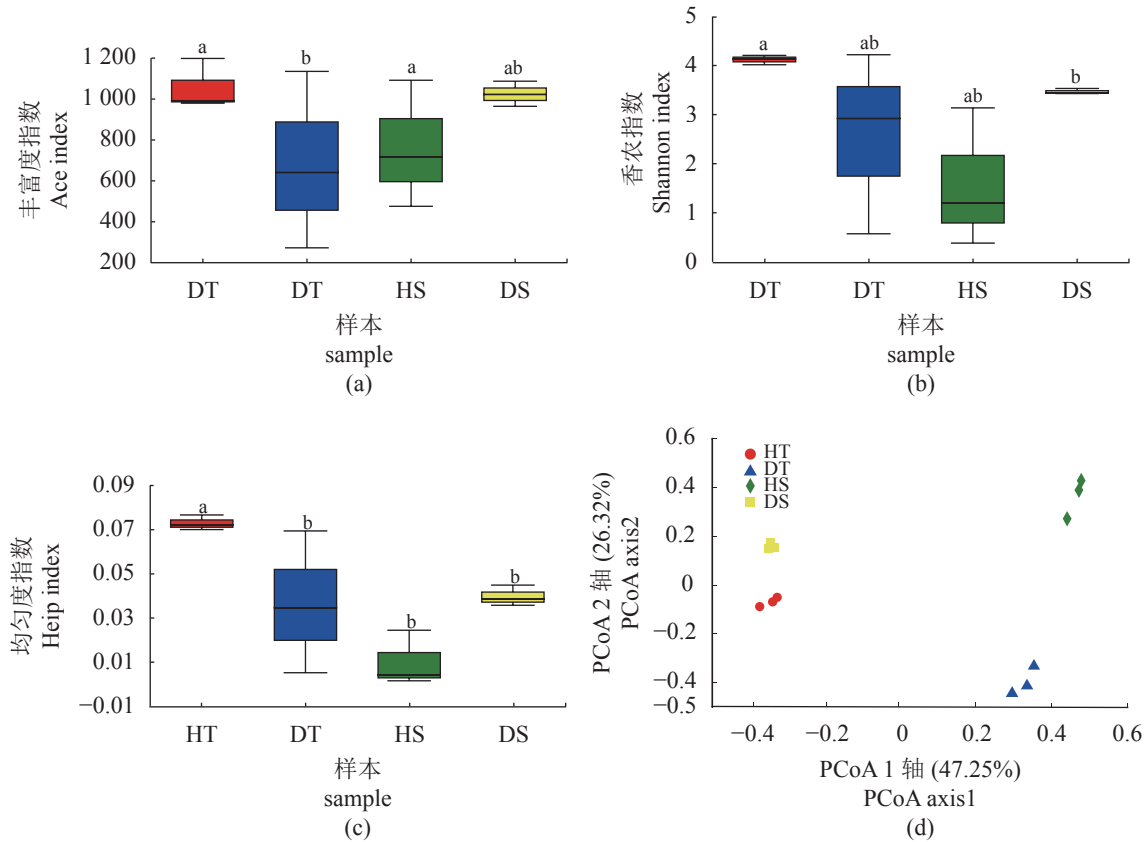 丰富度指数
Ace index
1 200
1 000
800
600
400
200
a
b
a
ab
DT
DT
HS
DS
样本
sample
(a)
香农指数
Shannon index
5
4
3
2
1
0
a
ab
ab
b
DT
DT
HS
DS
样本
sample
(b)
均匀度指数
Heip index
0.09
0.07
0.05
0.03
0.01
−0.01
a
b
b
b
HT
DT
HS
DS
样本
sample
(c)
PCoA 2 轴 (26.32%)
PCoA axis2
0.6
0.4
0.2
0
−0.2
−0.4
−0.5
HT
DT
HS
DS
−0.4
−0.2
0
0.2
0.4
0.6
PCoA 1 轴 (47.25%)
PCoA axis1
(d)